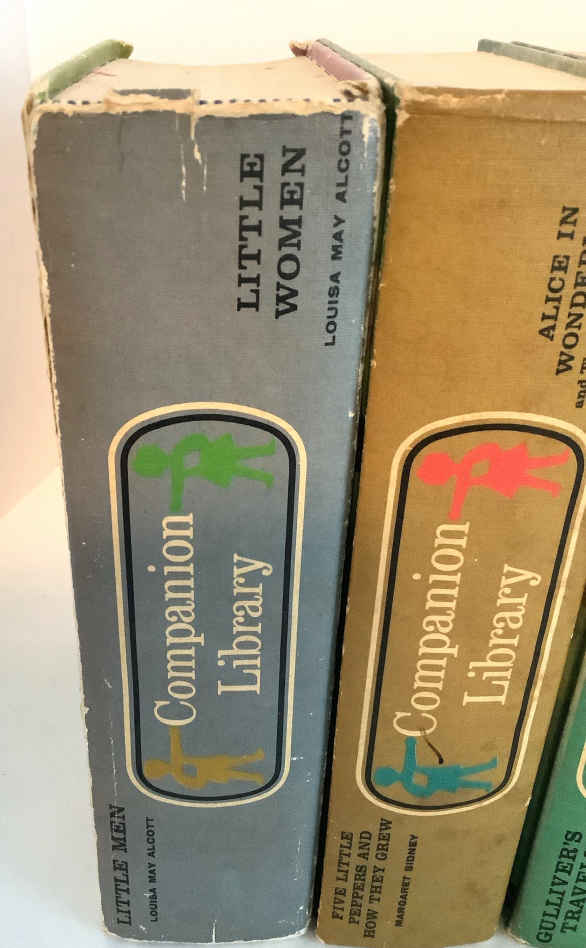 LITTLE
WOMEN
LOUISA MAY ALCOTT
Companion
Library
LITTLE MEN
LOUISA MAY ALCOTT
ALICE IN
and
Companion
Library
FIVE LITTLE
PEPPERS AND
HOW THEY GREW
MARGARET SIDNEY
GULLIVER'S